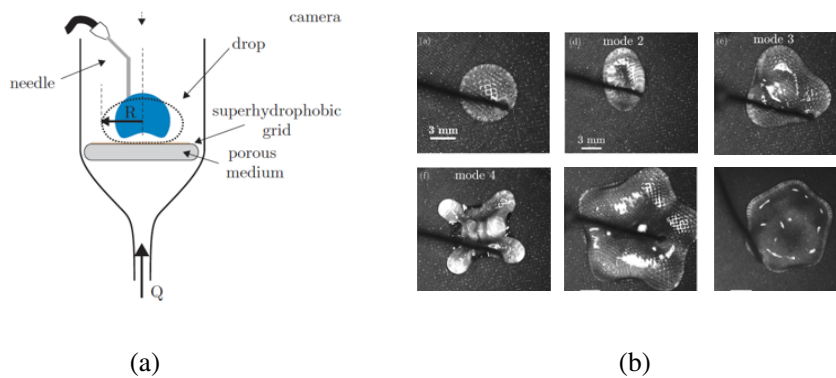 camera
drop
needle
R
superhydrophobic
grid
porous
medium
Q
(a)
(a)
3 mm
(d) mode 2
3 mm
(e) mode 3
(f) mode 4
(b)